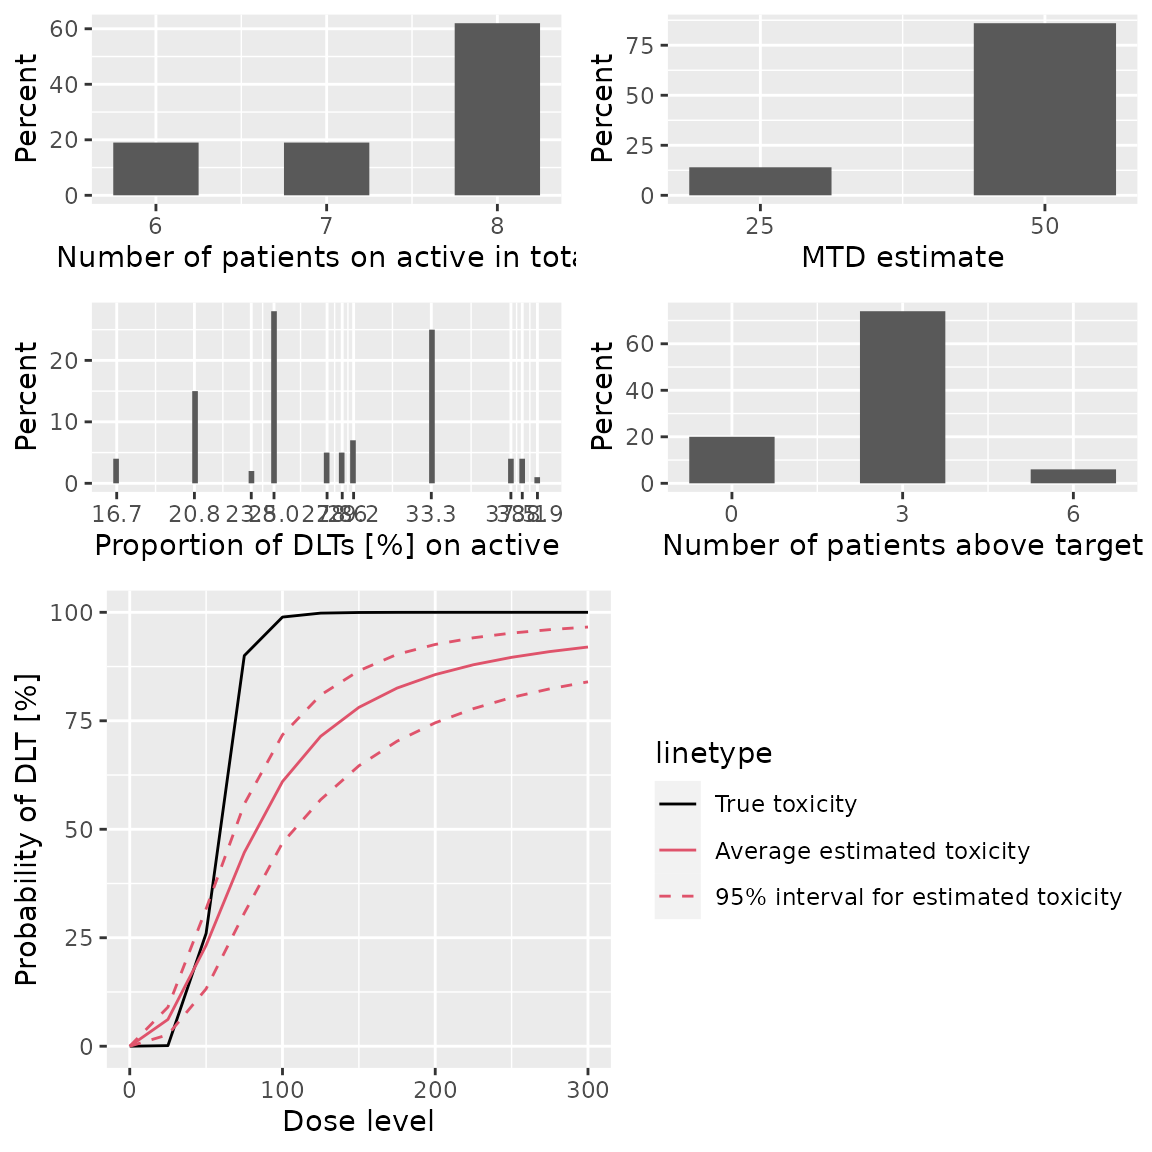 Percent
60
40
20
0
6 7 8
Number of patients on active in tota
Percent
75
50
25
0
25 50
MTD estimate
Percent
20
10
0
16.7 20.8 25.0 33.3
Proportion of DLTs [%] on active
Percent
60
40
20
0
0 3 6
Number of patients above target
Probability of DLT [%]
100
75
50
25
0
0 100 200 300
Dose level
linetype
True toxicity
Average estimated toxicity
95% interval for estimated toxicity